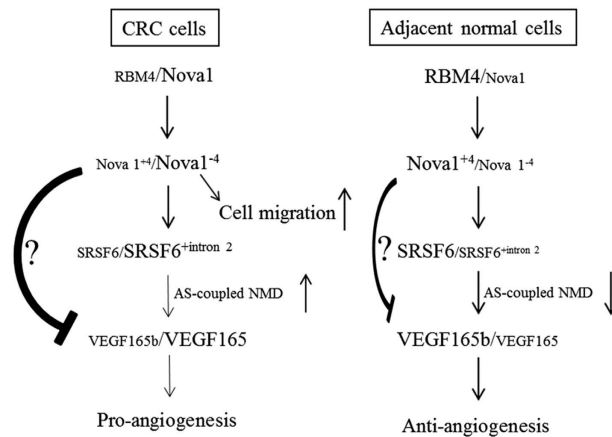 CRC cells
RBM4/Nova1
Nova 1+4/Nova1-4
Cell migration
?
SRSF6/SRSF6+intron 2
AS-coupled NMD
VEGF165b/VEGF165
Pro-angiogenesis
Adjacent normal cells
RBM4/Nova1
Nova1+4/Nova 1-4
?
SRSF6/SRSF6+intron 2
AS-coupled NMD
VEGF165b/VEGF165
Anti-angiogenesis